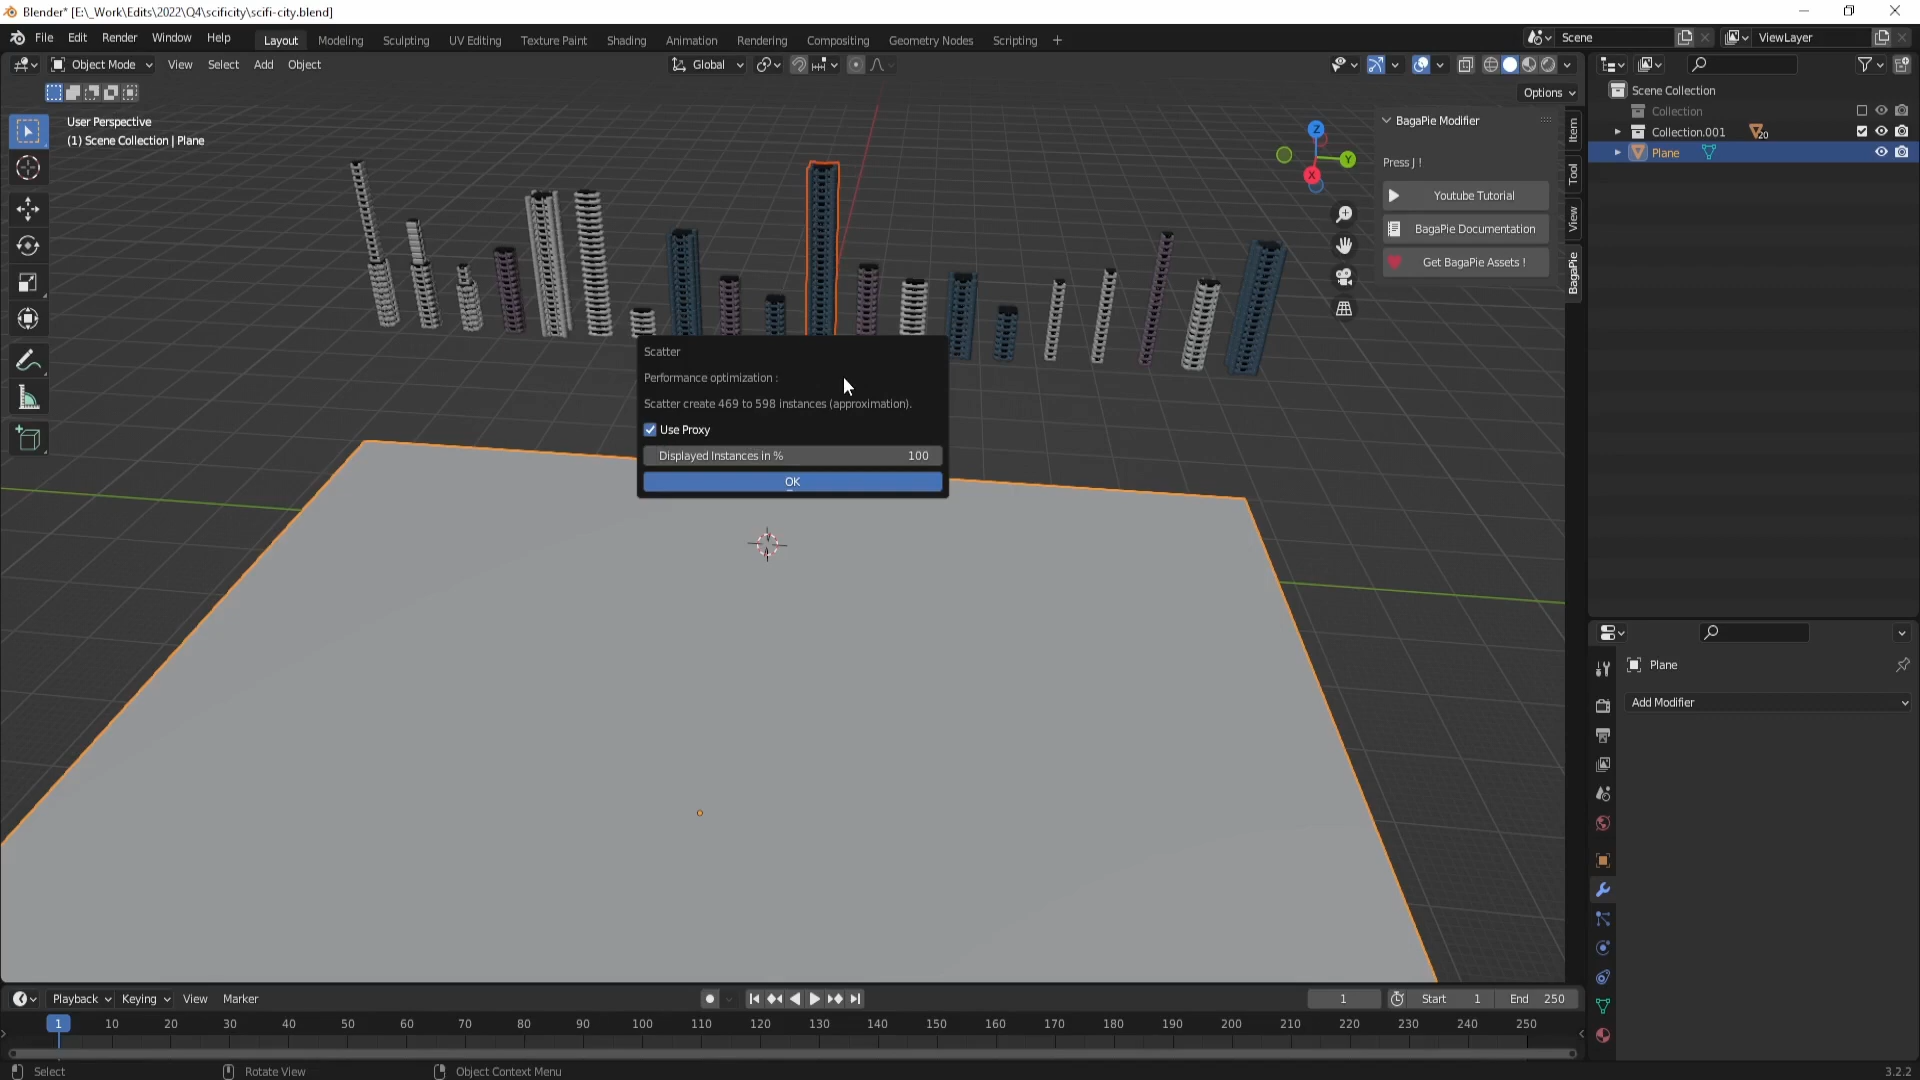 Blender* [E:\_Work\Edits\2022\Q4\scificity\scifi-city.blend]
File Edit Render Window Help Layout Modeling Sculpting UV Editing Texture Paint Shading Animation Rendering Compositing Geometry Nodes Scripting + Scene ViewLayer
Object Mode View Select Add Object Global
Options
User Perspective
(1) Scene Collection | Plane
Z
Y
X
BagaPie Modifier
Press J !
Youtube Tutorial
BagaPie Documentation
Get BagaPie Assets !
Item
Tool
View
BagaPie
Scene Collection
Collection
Collection.001 20
Plane
Scatter
Performance optimization :
Scatter create 469 to 598 instances (approximation).
Use Proxy
Displayed Instances in % 100
OK
Plane
Add Modifier
Playback Keying View Marker 1 Start 1 End 250
1 10 20 30 40 50 60 70 80 90 100 110 120 130 140 150 160 170 180 190 200 210 220 230 240 250
Select Rotate View Object Context Menu 3.2.2